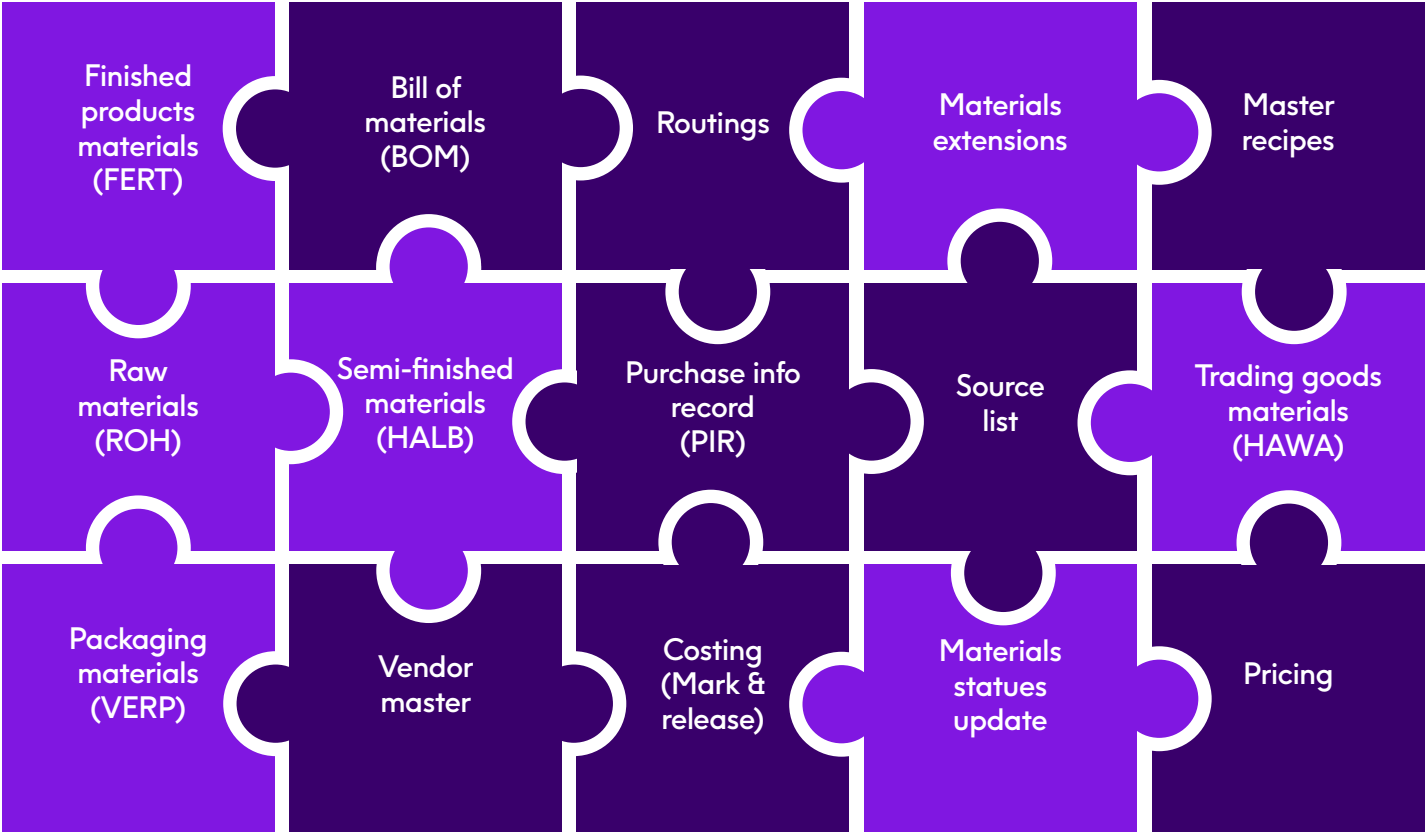 Finished
products
materials
(FERT)
Bill of
materials
(BOM)
Routings
Materials
extensions
Master
recipes
Raw
materials
(ROH)
Semi-finished
materials
(HALB)
Purchase info
record
(PIR)
Source
list
Trading goods
materials
(HAWA)
Packaging
materials
(VERP)
Vendor
master
Costing
(Mark &
release)
Materials
statues
update
Pricing